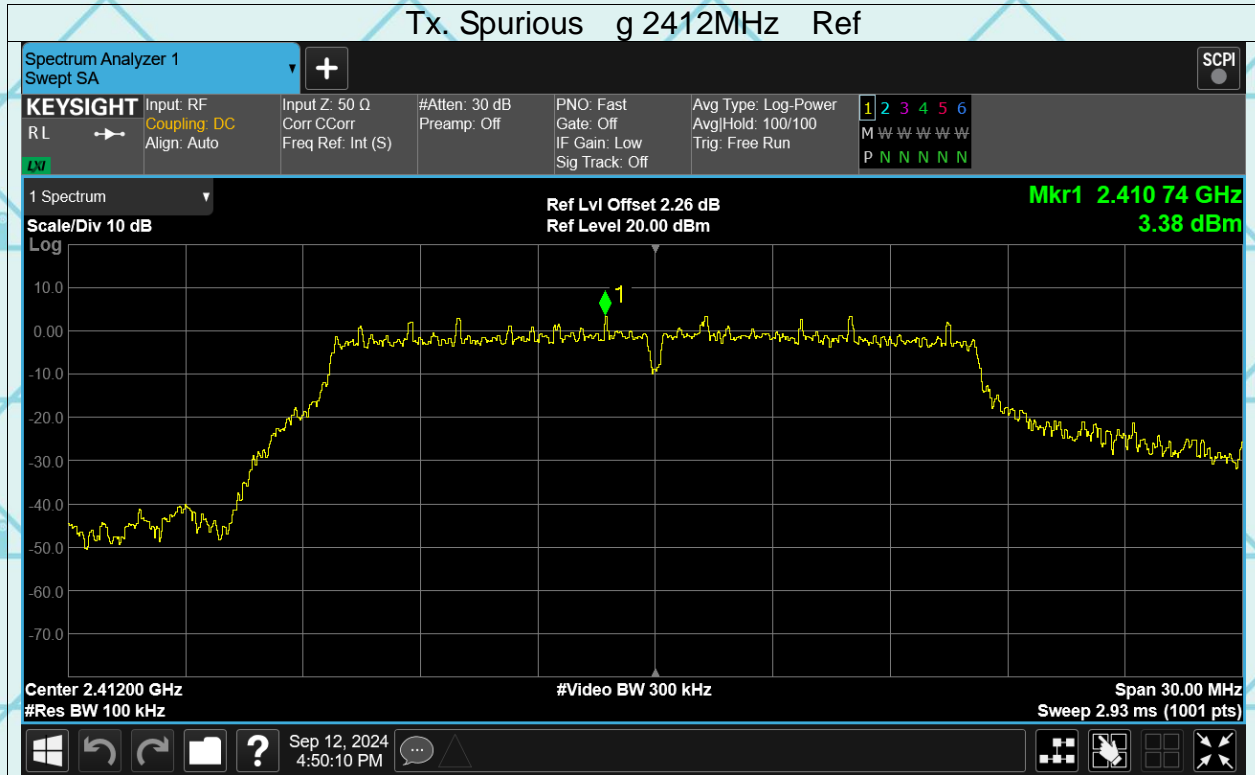 Tx. Spurious g 2412MHz Ref
Spectrum Analyzer 1
Swept SA
+
SCPI
KEYSIGHT
R L
LXI
Input: RF
Coupling: DC
Align: Auto
Input Z: 50 Ω
Corr CCorr
Freq Ref: Int (S)
#Atten: 30 dB
Preamp: Off
PNO: Fast
Gate: Off
IF Gain: Low
Sig Track: Off
Avg Type: Log-Power
Avg|Hold: 100/100
Trig: Free Run
1 2 3 4 5 6
M W W W W W
P N N N N N
1 Spectrum
Scale/Div 10 dB
Ref Lvl Offset 2.26 dB
Ref Level 20.00 dBm
Mkr1 2.410 74 GHz
3.38 dBm
Log
10.0
0.00
-10.0
-20.0
-30.0
-40.0
-50.0
-60.0
-70.0
1
Center 2.41200 GHz
#Res BW 100 kHz
#Video BW 300 kHz
Span 30.00 MHz
Sweep 2.93 ms (1001 pts)
?
Sep 12, 2024
4:50:10 PM